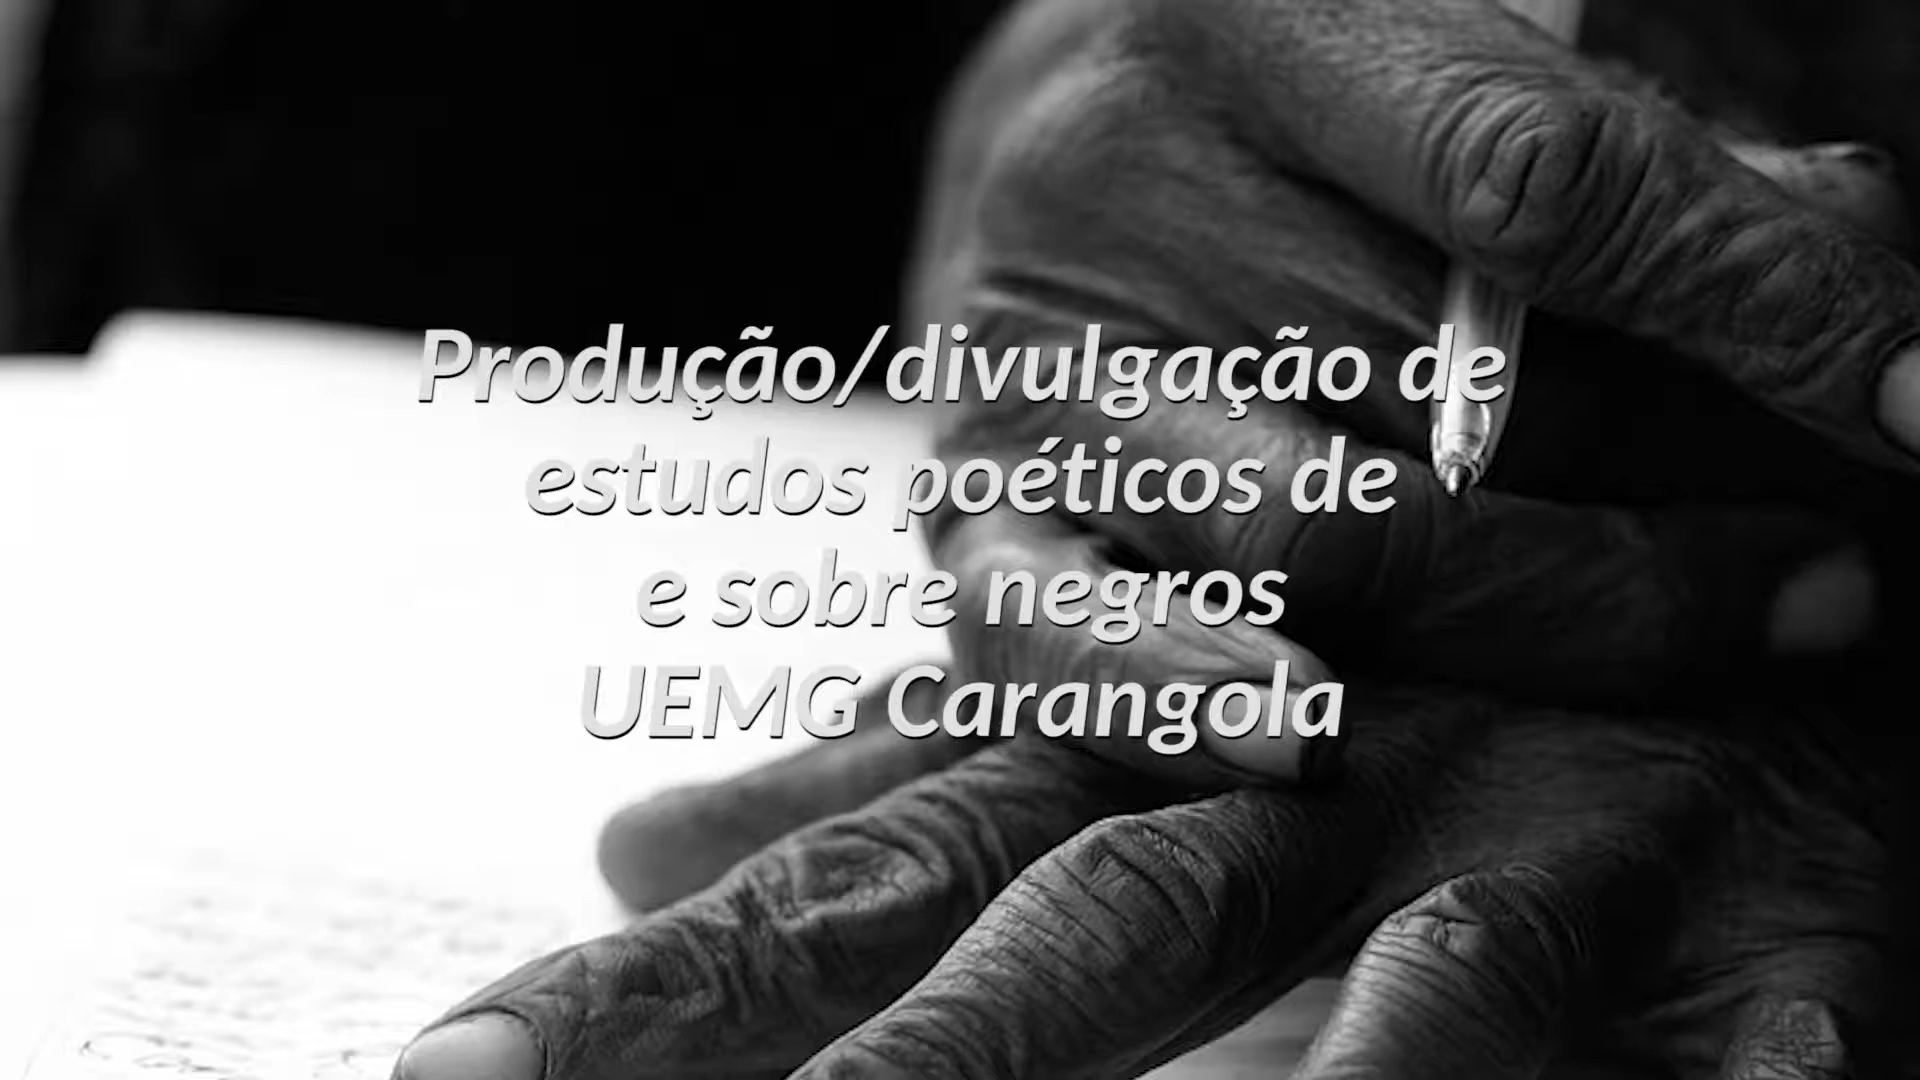 Produção/divulgação de
estudos poéticos de
e sobre negros
UEMG Carangola